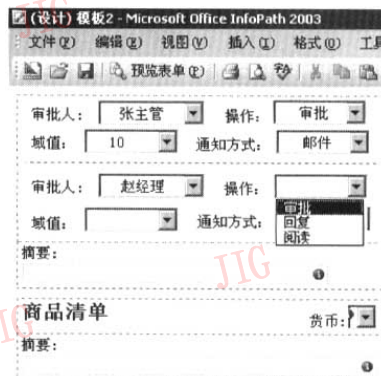 (设计) 模板2 - Microsoft Office InfoPath 2003
文件(F) 编辑(E) 视图(V) 插入(I) 格式(O) 工具
预览表单(P)
审批人： 张主管 操作： 审批
域值： 10 通知方式： 邮件
审批人： 赵经理 操作：
审批
域值： 通知方式： 回复
阅读
摘要：
商品清单 货币：
摘要：
JIG
JIG
JIG